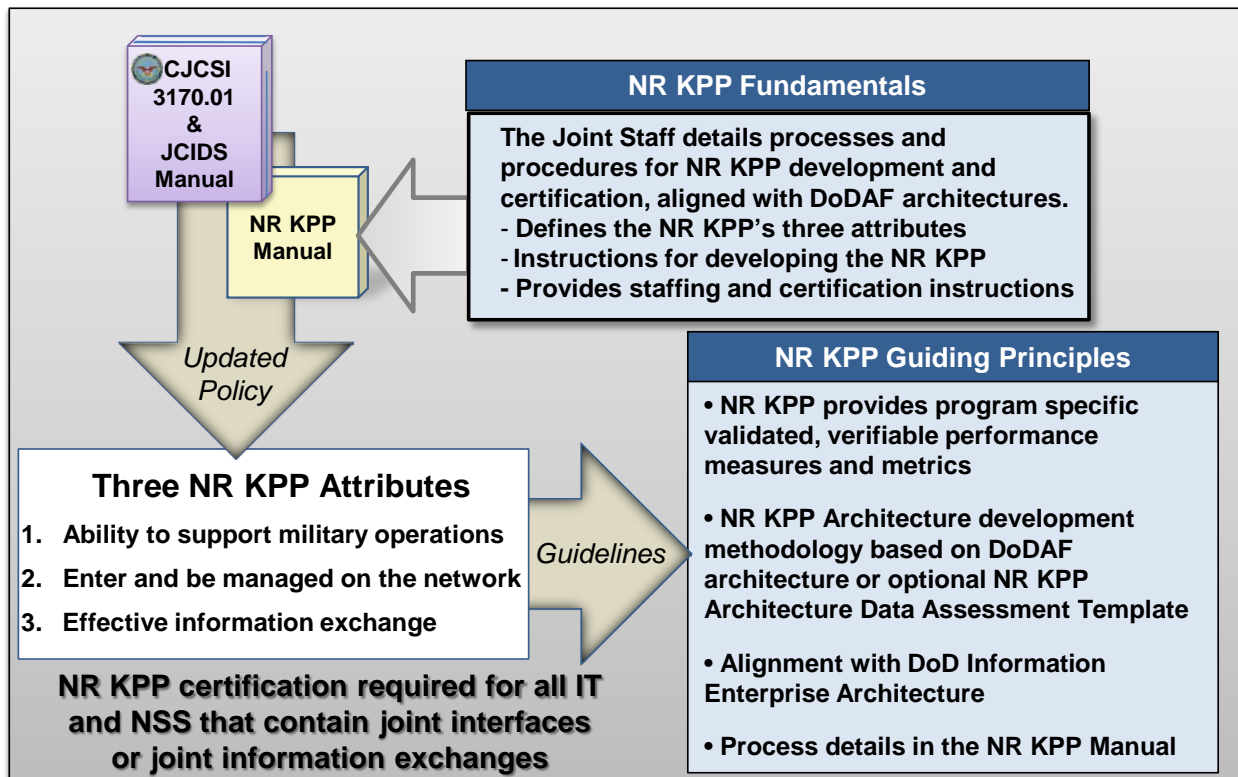 CJCSI
3170.01
&
JCIDS
Manual
NR KPP
Manual
NR KPP Fundamentals
The Joint Staff details processes and
procedures for NR KPP development and
certification, aligned with DoDAF architectures.
- Defines the NR KPP’s three attributes
- Instructions for developing the NR KPP
- Provides staffing and certification instructions
Updated
Policy
Three NR KPP Attributes
1. Ability to support military operations
2. Enter and be managed on the network
3. Effective information exchange
Guidelines
NR KPP certification required for all IT
and NSS that contain joint interfaces
or joint information exchanges
NR KPP Guiding Principles
• NR KPP provides program specific
validated, verifiable performance
measures and metrics
• NR KPP Architecture development
methodology based on DoDAF
architecture or optional NR KPP
Architecture Data Assessment Template
• Alignment with DoD Information
Enterprise Architecture
• Process details in the NR KPP Manual